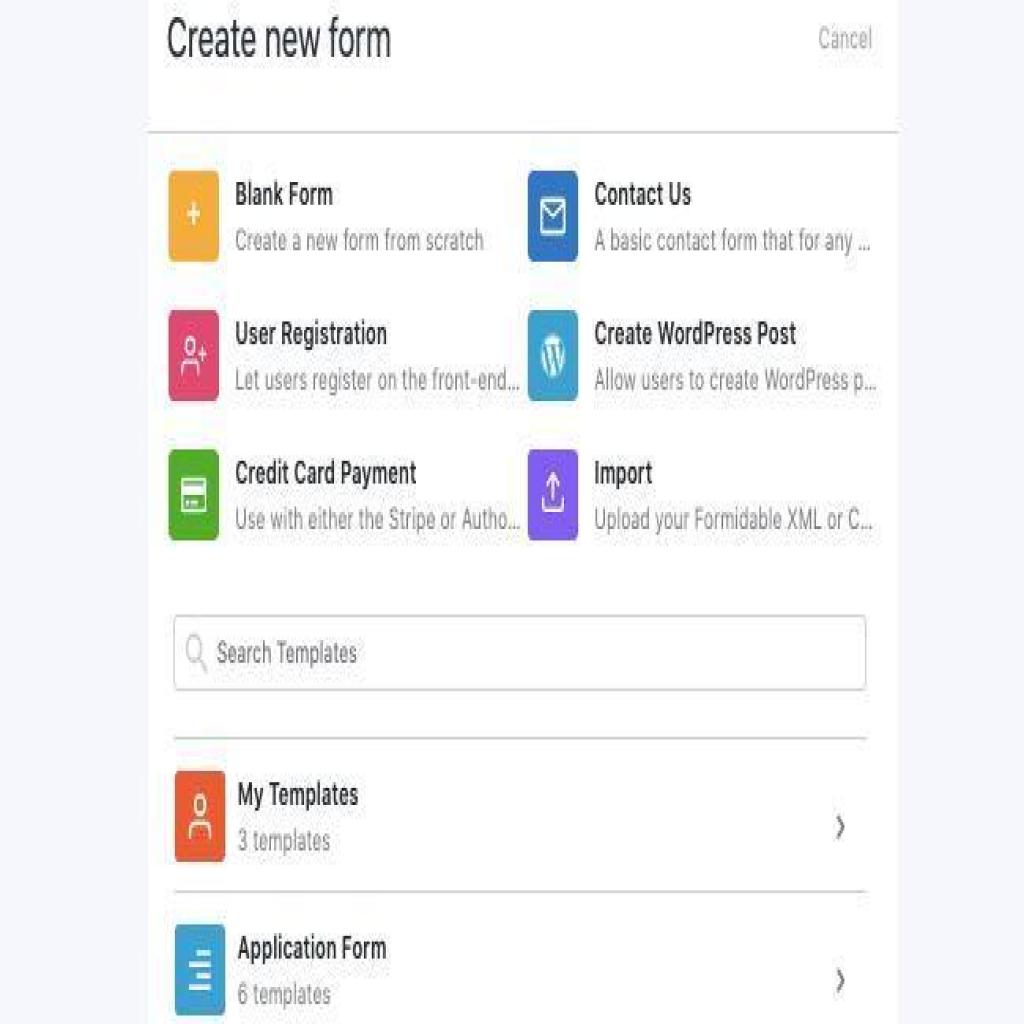 Create new form
Cancel
Blank Form
Create a new form from scratch
Contact Us
A basic contact form that for any ...
User Registration
Let users register on the front-end...
Create WordPress Post
Allow users to create WordPress p...
Credit Card Payment
Use with either the Stripe or Autho...
Import
Upload your Formidable XML or C...
Search Templates
My Templates
3 templates
Application Form
6 templates